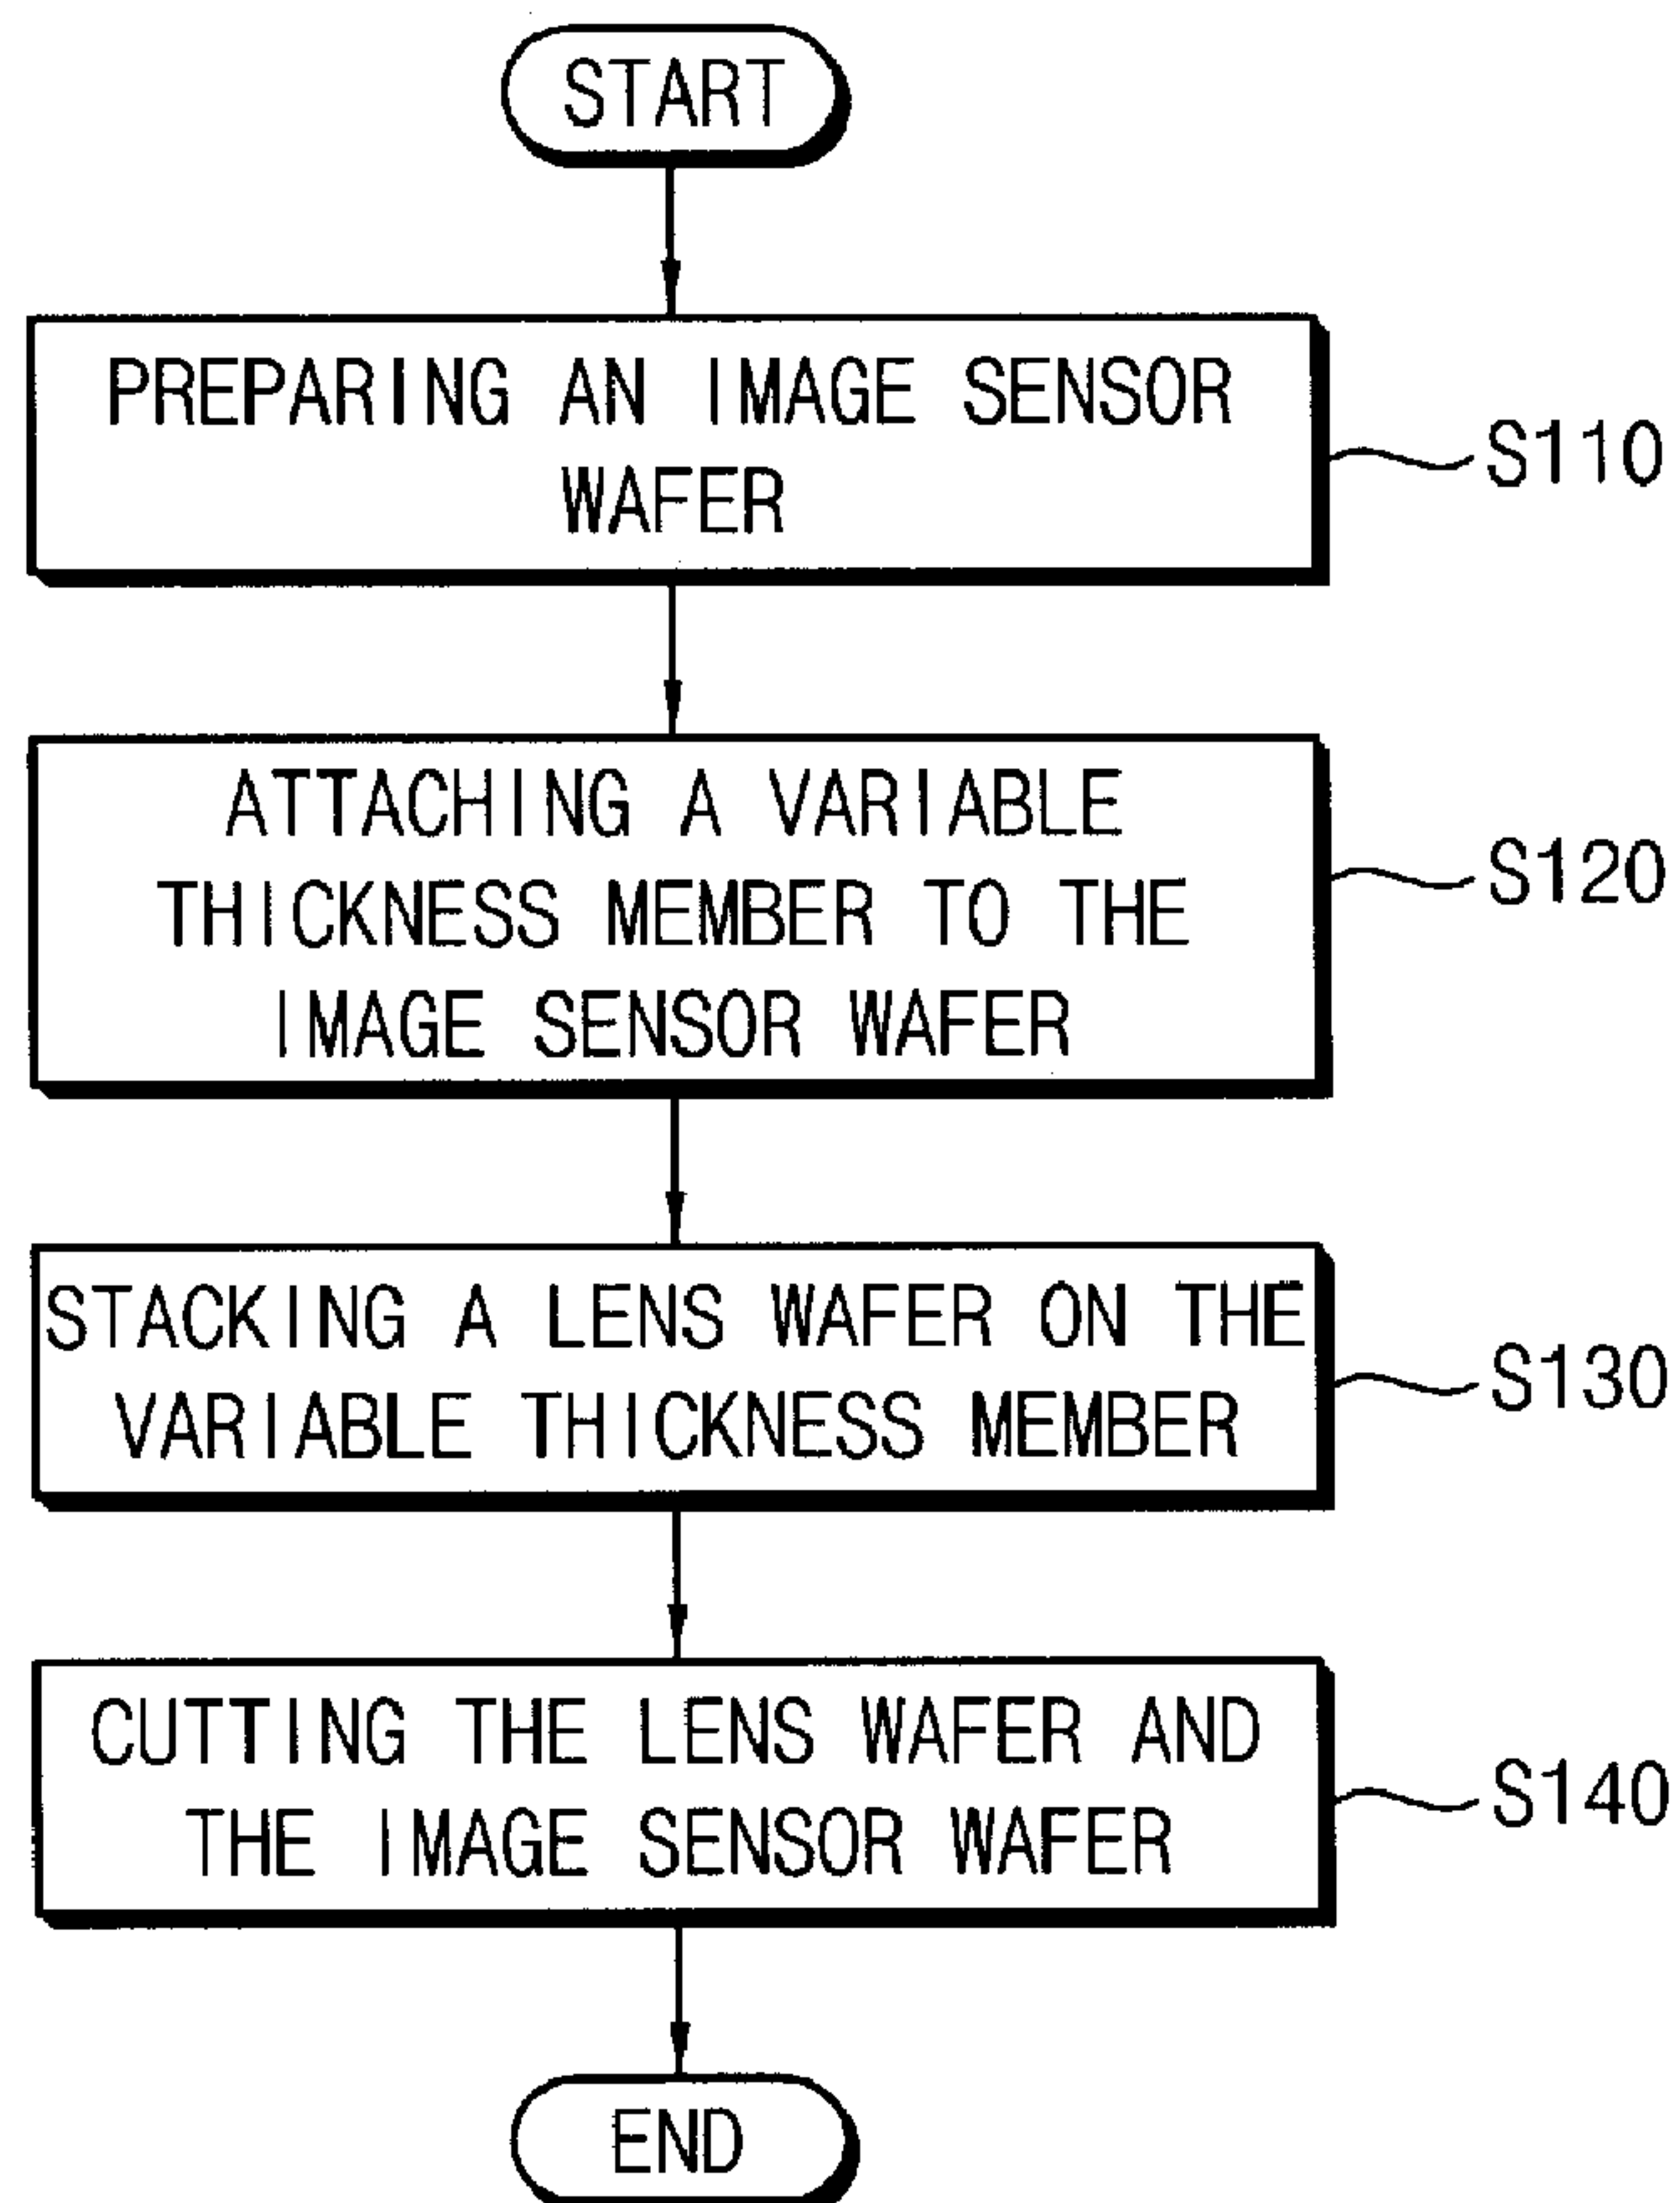 START
PREPARING AN IMAGE SENSOR
WAFER
S110
ATTACHING A VARIABLE
THICKNESS MEMBER TO THE
IMAGE SENSOR WAFER
S120
STACKING A LENS WAFER ON THE
VARIABLE THICKNESS MEMBER
S130
CUTTING THE LENS WAFER AND
THE IMAGE SENSOR WAFER
S140
END